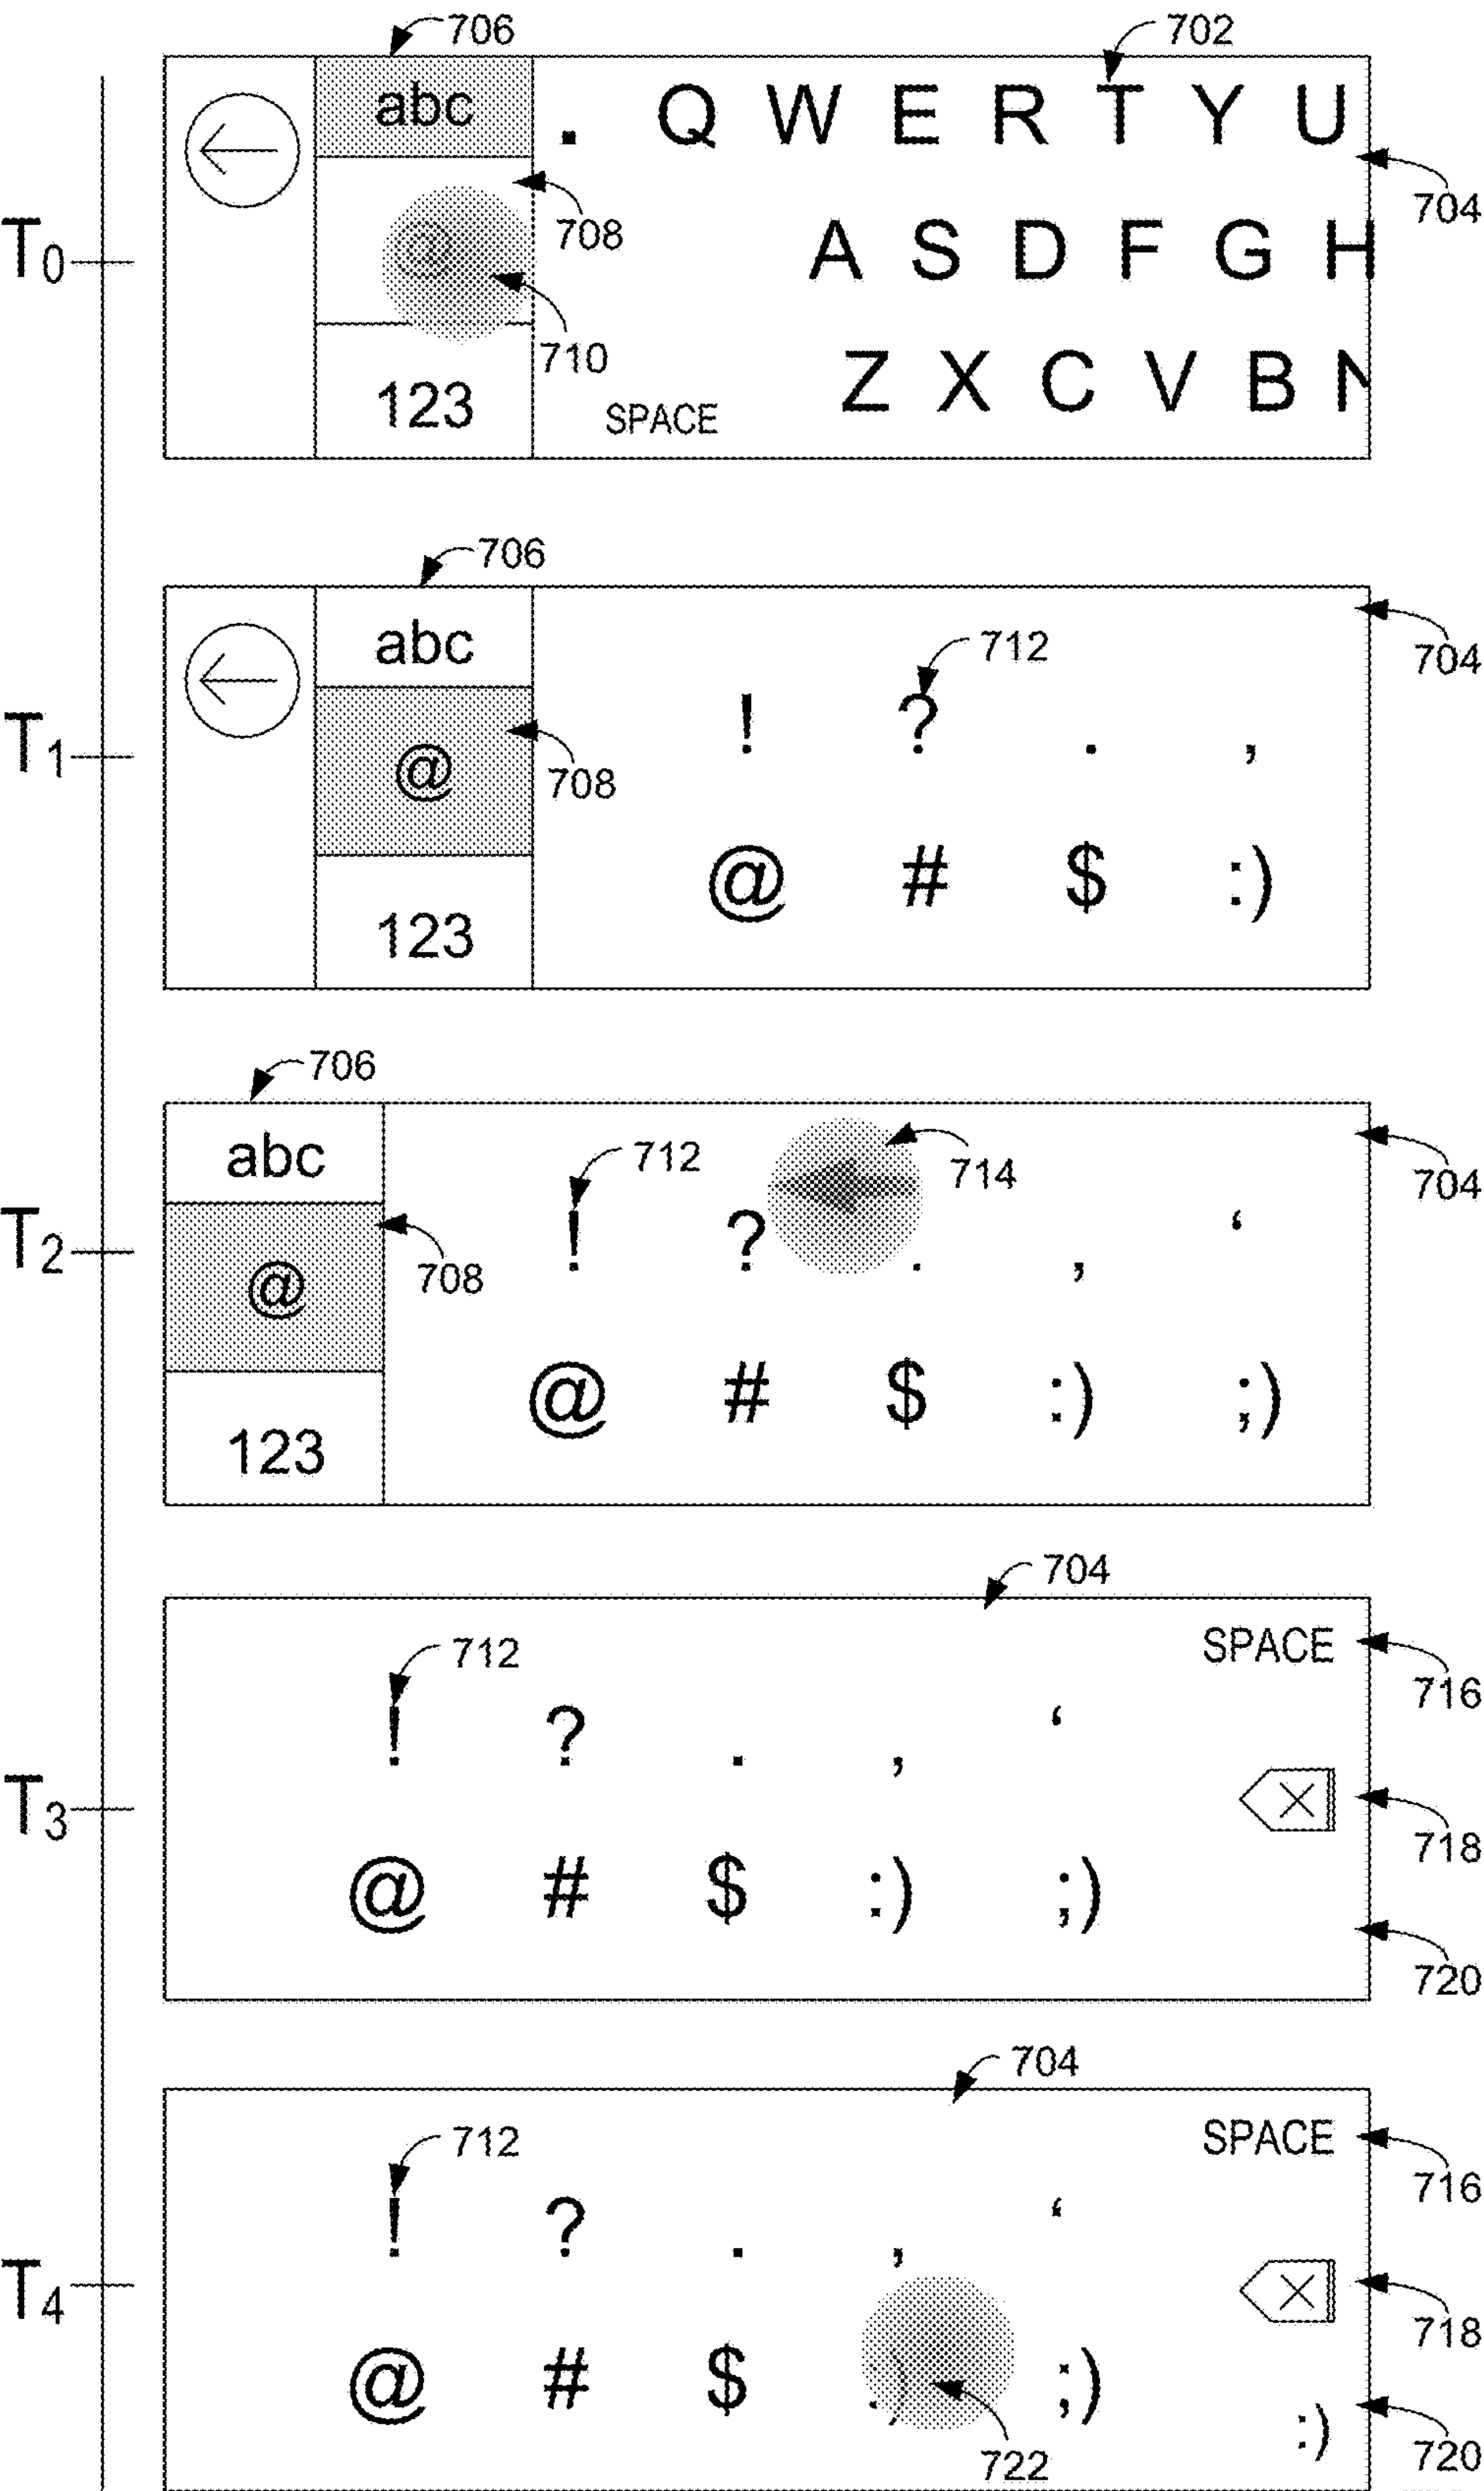 706 702
abc . Q W E R T Y U
704
708
T0 @ A S D F G H
710
123 SPACE Z X C V B N
706
abc 704
712
! ? . ,
T1 @ 708
@ # $ :)
123
706
abc 712 714 704
! ? . , ‘
T2 @ 708
@ # $ :) ;)
123
704
712 SPACE
716
! ? . , ‘
T3 718
@ # $ :) ;)
720
704
712 SPACE
716
! ? . , ‘
T4 718
@ # $ :) ;)
:)
722 720